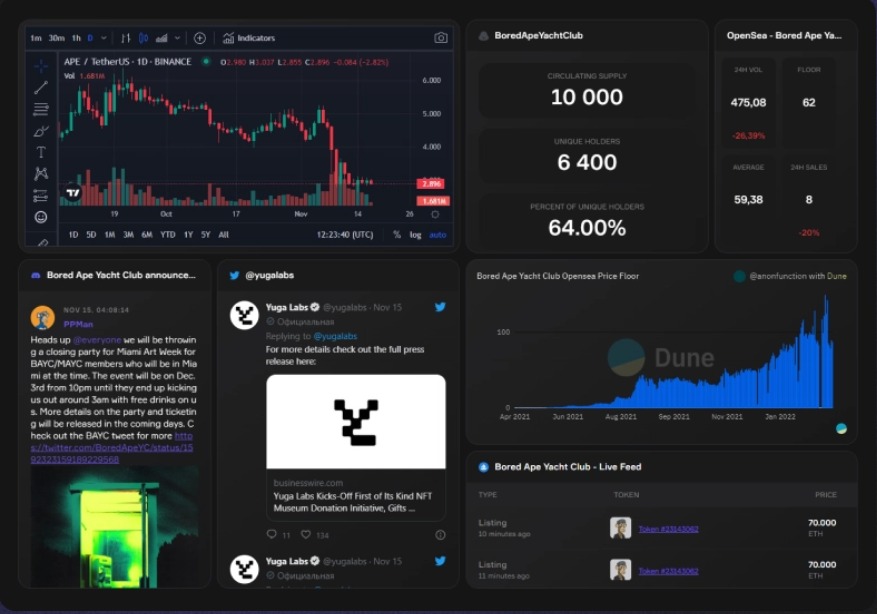 1m 30m 1h D Indicators
APE / TetherUS · 1D · BINANCE O2.980 H3.037 L2.855 C2.896 -0.084 (-2.82%)
Vol 1.681M
6.000
5.000
4.000
2.896
1.681M
19 Oct 17 Nov 14 26
1D 5D 1M 3M 6M YTD 1Y 5Y All 12:23:40 (UTC) % log auto
BoredApeYachtClub
CIRCULATING SUPPLY
10 000
UNIQUE HOLDERS
6 400
PERCENT OF UNIQUE HOLDERS
64.00%
OpenSea - Bored Ape Ya...
24H VOL FLOOR
475,08 62
-26,39%
AVERAGE 24H SALES
59,38 8
-20%
Bored Ape Yacht Club announce...
NOV 15, 04:08:14
PPMan
Heads up @everyone we will be throwin
g a closing party for Miami Art Week for
BAYC/MAYC members who will be in Mia
mi at the time. The event will be on Dec.
3rd from 10pm until they end up kicking
us out around 3am with free drinks on u
s. More details on the party and ticketin
g will be released in the coming days. C
heck out the BAYC tweet for more http
s://twitter.com/BoredApeYC/status/15
92323159189229568
@yugalabs
Yuga Labs @yugalabs · Nov 15
Официальная
Replying to @yugalabs
For more details check out the full press
release here:
businesswire.com
Yuga Labs Kicks-Off First of Its Kind NFT
Museum Donation Initiative, Gifts ...
11 134
Yuga Labs @yugalabs · Nov 15
Официальная
Bored Ape Yacht Club Opensea Price Floor @anonfunction with Dune
100
Dune
0
Apr 2021 Jun 2021 Aug 2021 Sep 2021 Nov 2021 Jan 2022
Bored Ape Yacht Club - Live Feed
TYPE TOKEN PRICE
Listing Token #23143062 70.000
10 minutes ago ETH
Listing Token #23143062 70.000
11 minutes ago ETH